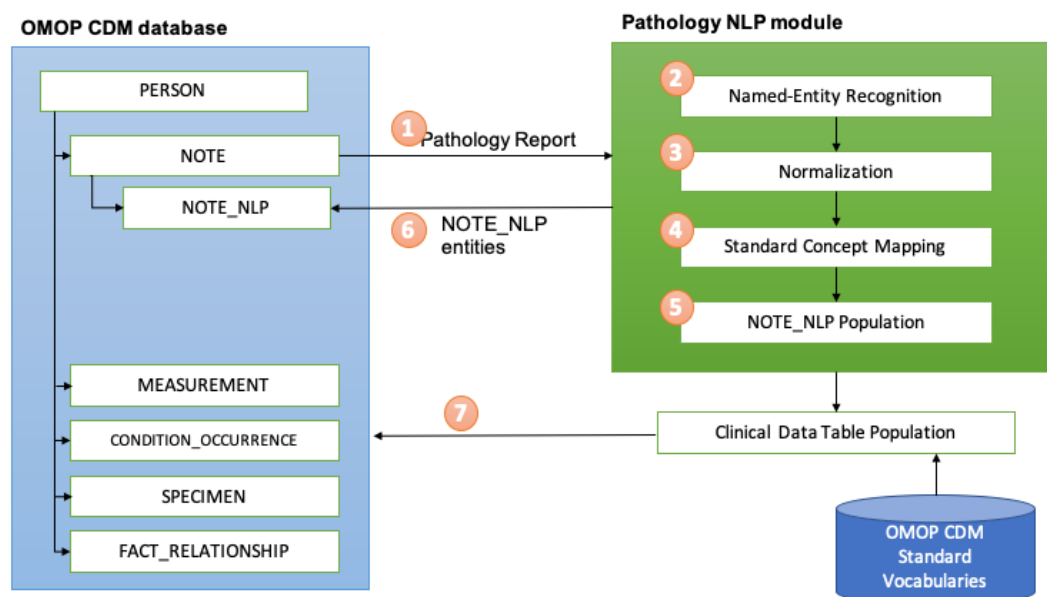 OMOP CDM database
PERSON
NOTE
NOTE_NLP
MEASUREMENT
CONDITION_OCCURRENCE
SPECIMEN
FACT_RELATIONSHIP
1
Pathology Report
6
NOTE_NLP
entities
7
Pathology NLP module
2
Named-Entity Recognition
3
Normalization
4
Standard Concept Mapping
5
NOTE_NLP Population
Clinical Data Table Population
OMOP CDM
Standard
Vocabularies